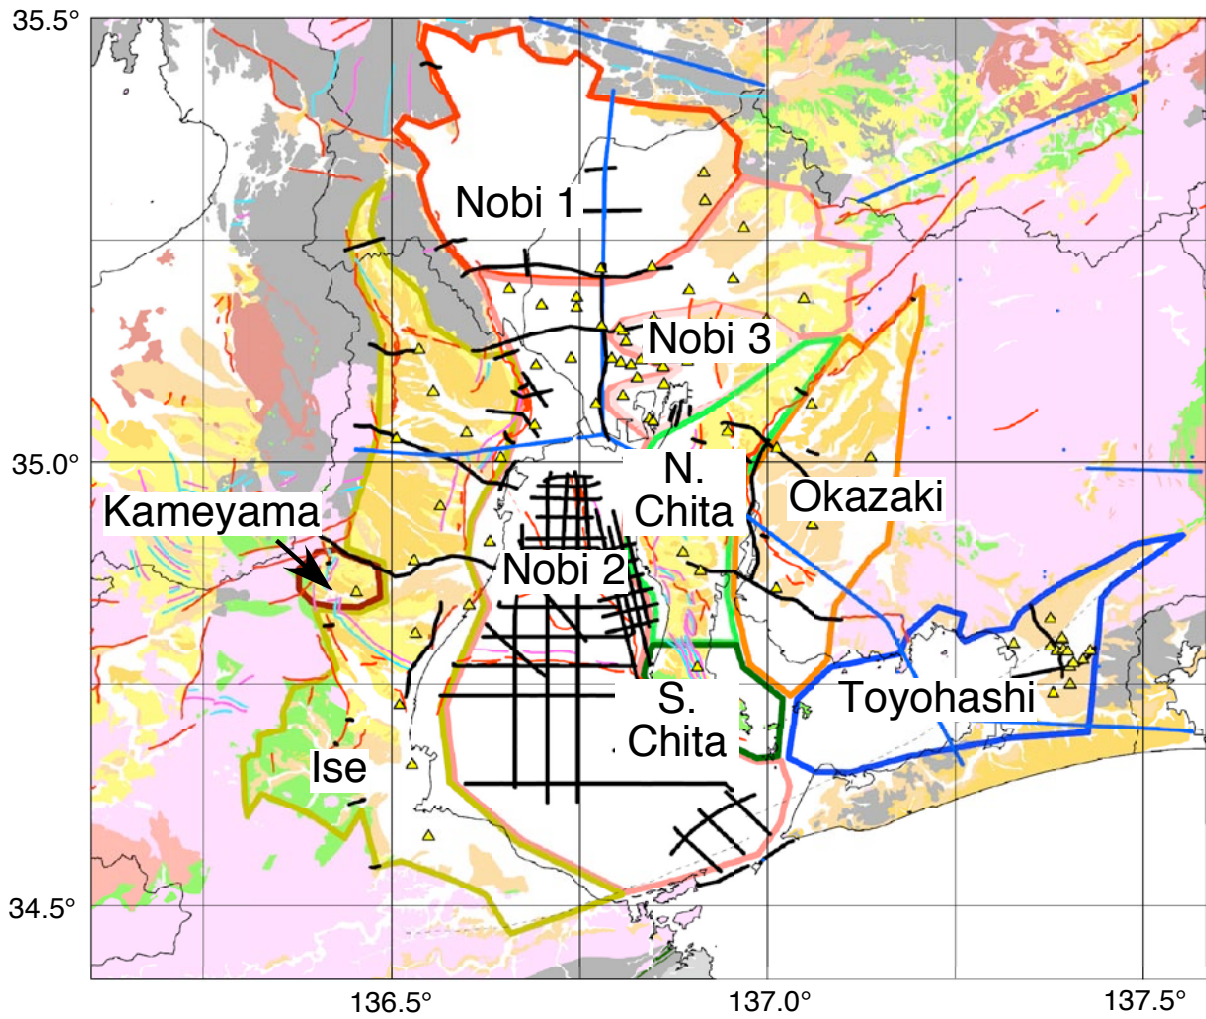 35.5°
Nobi 1
Nobi 3
35.0°
N.
Chita
Okazaki
Kameyama
Nobi 2
Toyohashi
S.
Chita
Ise
34.5°
136.5°
137.0°
137.5°